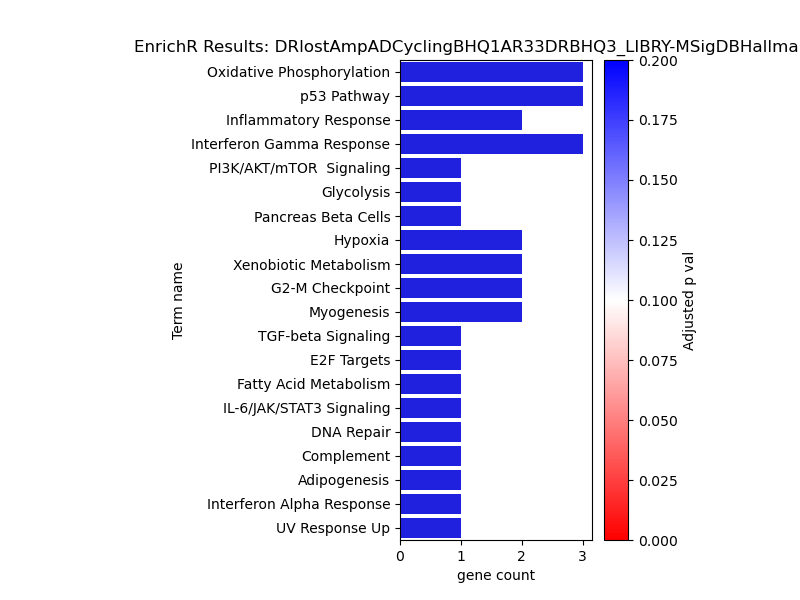 EnrichR Results: DRlostAmpADCyclingBHQ1AR33DRBHQ3_LIBRY-MSigDBHallma
Oxidative Phosphorylation
p53 Pathway
Inflammatory Response
Interferon Gamma Response
PI3K/AKT/mTOR  Signaling
Glycolysis
Pancreas Beta Cells
Hypoxia
Xenobiotic Metabolism
G2-M Checkpoint
Myogenesis
TGF-beta Signaling
E2F Targets
Fatty Acid Metabolism
IL-6/JAK/STAT3 Signaling
DNA Repair
Complement
Adipogenesis
Interferon Alpha Response
UV Response Up
Term name
0 1 2 3
gene count
0.200
0.175
0.150
0.125
0.100
0.075
0.050
0.025
0.000
Adjusted p val